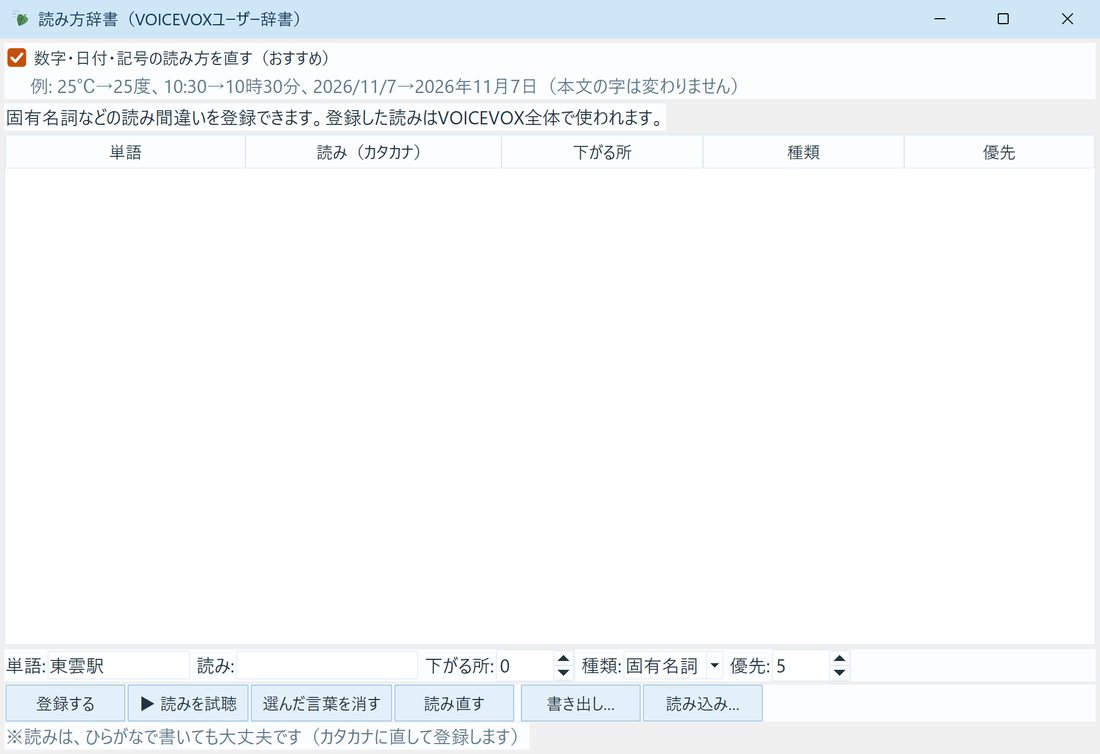 読み方辞書（VOICEVOXユーザー辞書）
数字・日付・記号の読み方を直す（おすすめ）
例: 25℃→25度、10:30→10時30分、2026/11/7→2026年11月7日（本文の字は変わりません）
固有名詞などの読み間違いを登録できます。登録した読みはVOICEVOX全体で使われます。
単語 読み（カタカナ） 下がる所 種類 優先
単語: 東雲駅 読み: 下がる所: 0 種類: 固有名詞 優先: 5
登録する ▶ 読みを試聴 選んだ言葉を消す 読み直す 書き出し... 読み込み...
※読みは、ひらがなで書いても大丈夫です（カタカナに直して登録します）